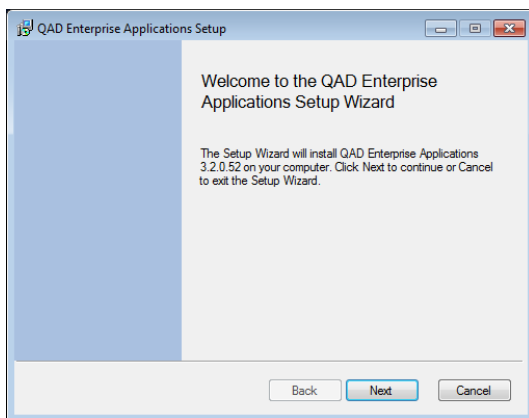 QAD Enterprise Applications Setup
Welcome to the QAD Enterprise
Applications Setup Wizard
The Setup Wizard will install QAD Enterprise Applications
3.2.0.52 on your computer. Click Next to continue or Cancel
to exit the Setup Wizard.
Back Next Cancel